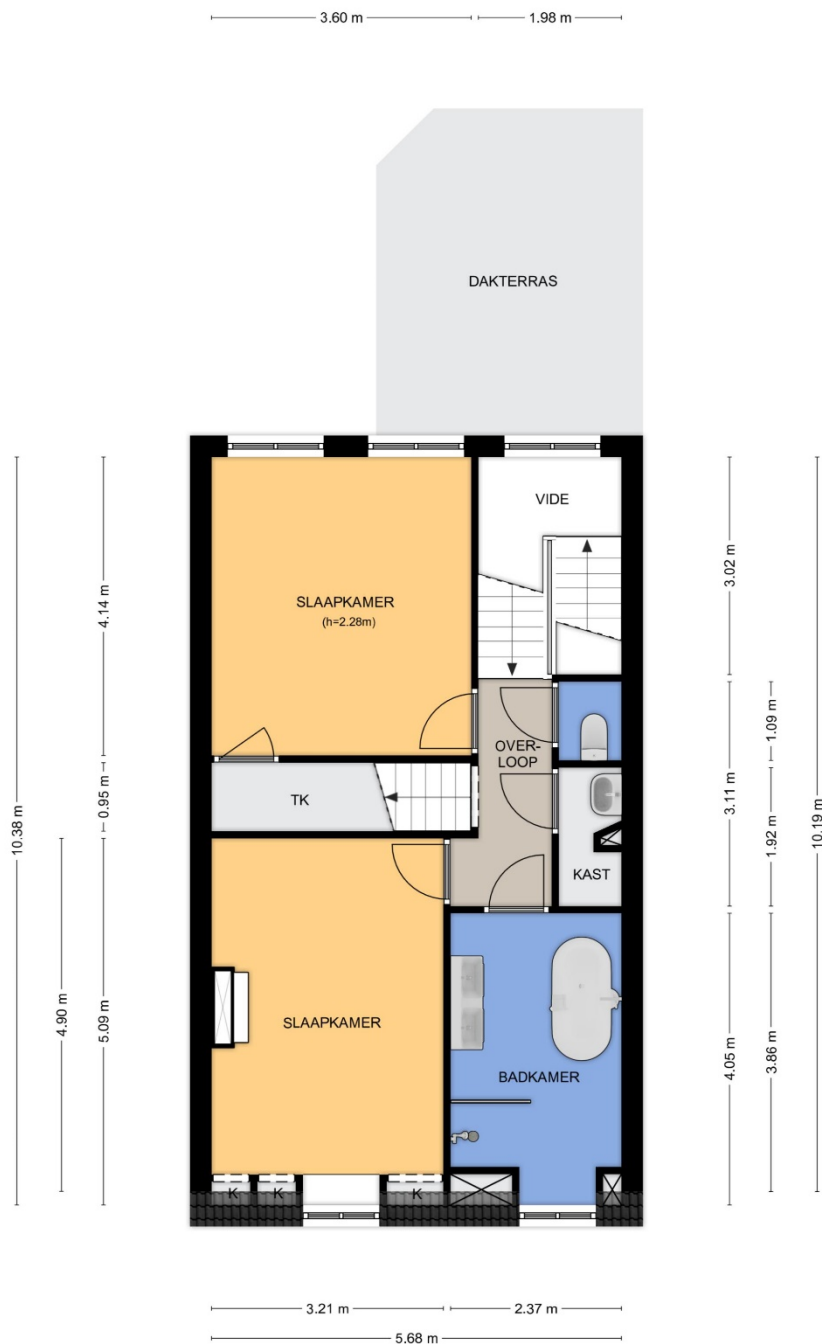 3.60 m
1.98 m
DAKTERRAS
VIDE
SLAAPKAMER
(h=2.28m)
OVER-
LOOP
TK
KAST
SLAAPKAMER
BADKAMER
K
K
K
10.38 m
4.14 m
0.95 m
4.90 m
5.09 m
3.02 m
3.11 m
1.09 m
1.92 m
4.05 m
3.86 m
10.19 m
3.21 m
2.37 m
5.68 m